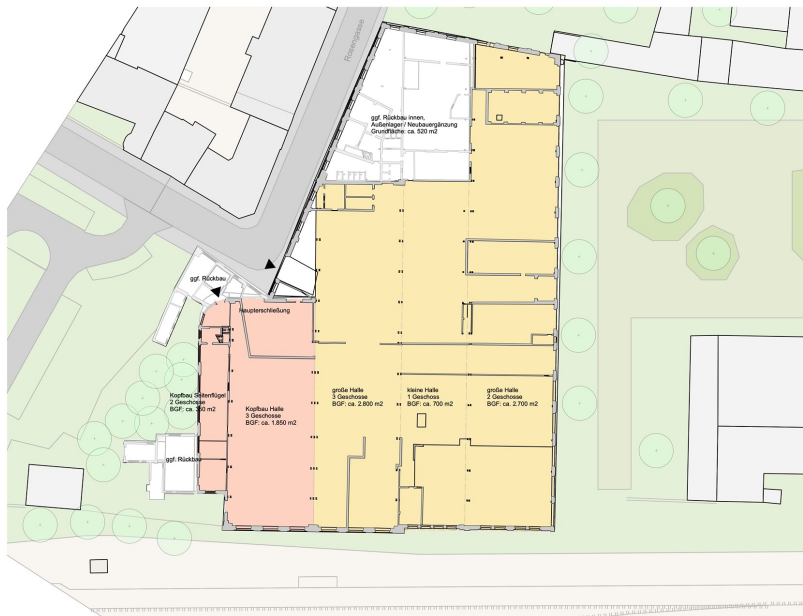 Rosengasse
ggf. Rückbau innen,
Außenlager / Neubauergänzung
Grundfläche: ca. 520 m2
ggf. Rückbau
Haupterschließung
Kopfbau Seitenflügel
2 Geschosse
BGF: ca. 350 m2
Kopfbau Halle
3 Geschosse
BGF: ca. 1.850 m2
große Halle
3 Geschosse
BGF: ca. 2.800 m2
kleine Halle
1 Geschoss
BGF: ca. 700 m2
große Halle
2 Geschosse
BGF: ca. 2.700 m2
ggf. Rückbau